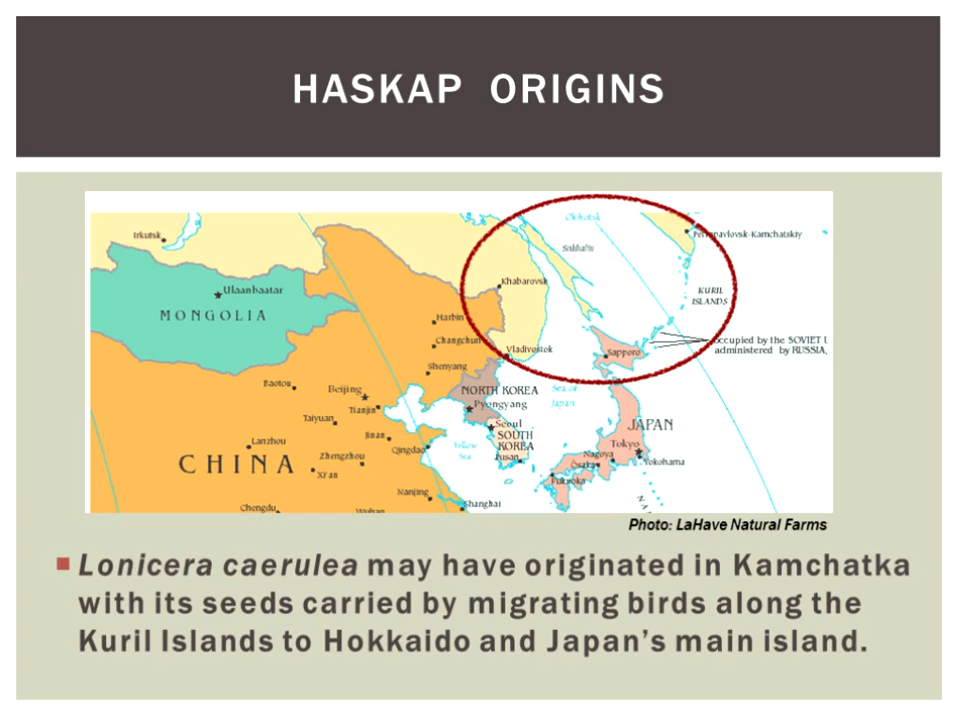 HASKAP ORIGINS
Okhotsk
Irkutsk
Petropavlovsk-Kamchatskiy
Sakhalin
Khabarovsk
Ulaanbaatar
KURIL
ISLANDS
MONGOLIA
Harbin
occupied by the SOVIET U
administered by RUSSIA,
Changchun
Vladivostok
Sapporo
Shenyang
Baotou
Beijing
NORTH KOREA
Sea of
Japan
Pyongyang
Tianjin
Taiyuan
Seoul
JAPAN
Jinan
SOUTH
KOREA
Lanzhou
Qingdao
Yellow
Sea
Tokyo
CHINA
Zhengzhou
Xi'an
Pusan
Nagoya
Osaka
Yokohama
Fukuoka
Nanjing
Shanghai
Chengdu
Wuhan
Photo: LaHave Natural Farms
Lonicera caerulea may have originated in Kamchatka
with its seeds carried by migrating birds along the
Kuril Islands to Hokkaido and Japan's main island.